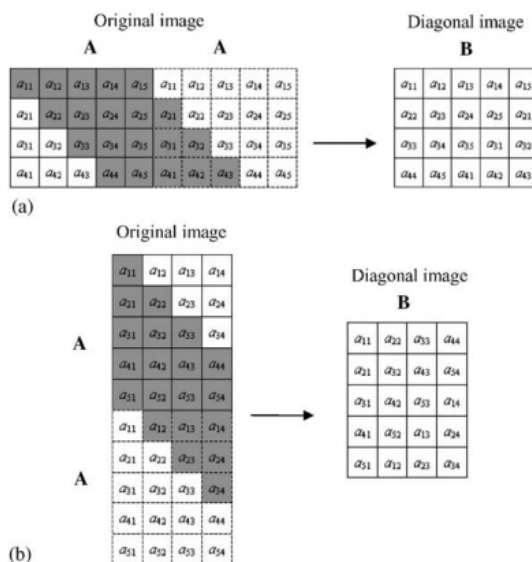 Original image
Diagonal image
A A
B
a11 a12 a13 a14 a15 a11 a12 a13 a14 a15
a11 a12 a13 a14 a15
a21 a22 a23 a24 a25 a21 a22 a23 a24 a25
a22 a23 a24 a25 a21
a31 a32 a33 a34 a35 a31 a32 a33 a34 a35
a33 a34 a35 a31 a32
a41 a42 a43 a44 a45 a41 a42 a43 a44 a45
a44 a45 a41 a42 a43
(a)
Original image
a11 a12 a13 a14
a21 a22 a23 a24
a31 a32 a33 a34
A
a41 a42 a43 a44
a51 a52 a53 a54
a11 a12 a13 a14
a21 a22 a23 a24
A
a31 a32 a33 a34
a41 a42 a43 a44
a51 a52 a53 a54
Diagonal image
B
a11 a22 a33 a44
a21 a32 a43 a54
a31 a42 a53 a14
a41 a52 a13 a24
a51 a12 a23 a34
(b)